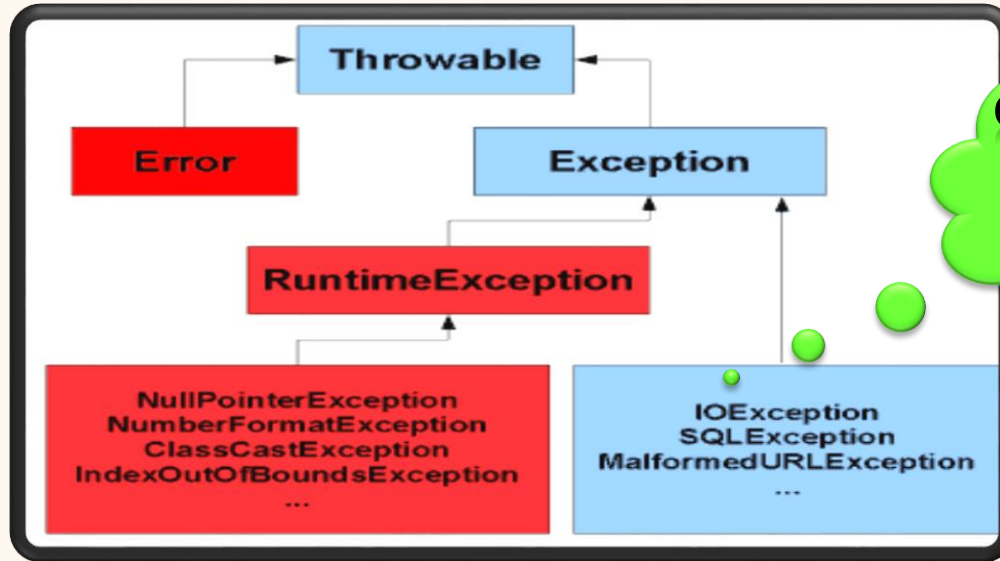 Throwable
Error
Exception
RuntimeException
NullPointerException
NumberFormatException
ClassCastException
IndexOutOfBoundsException
...
IOException
SQLException
MalformedURLException
...